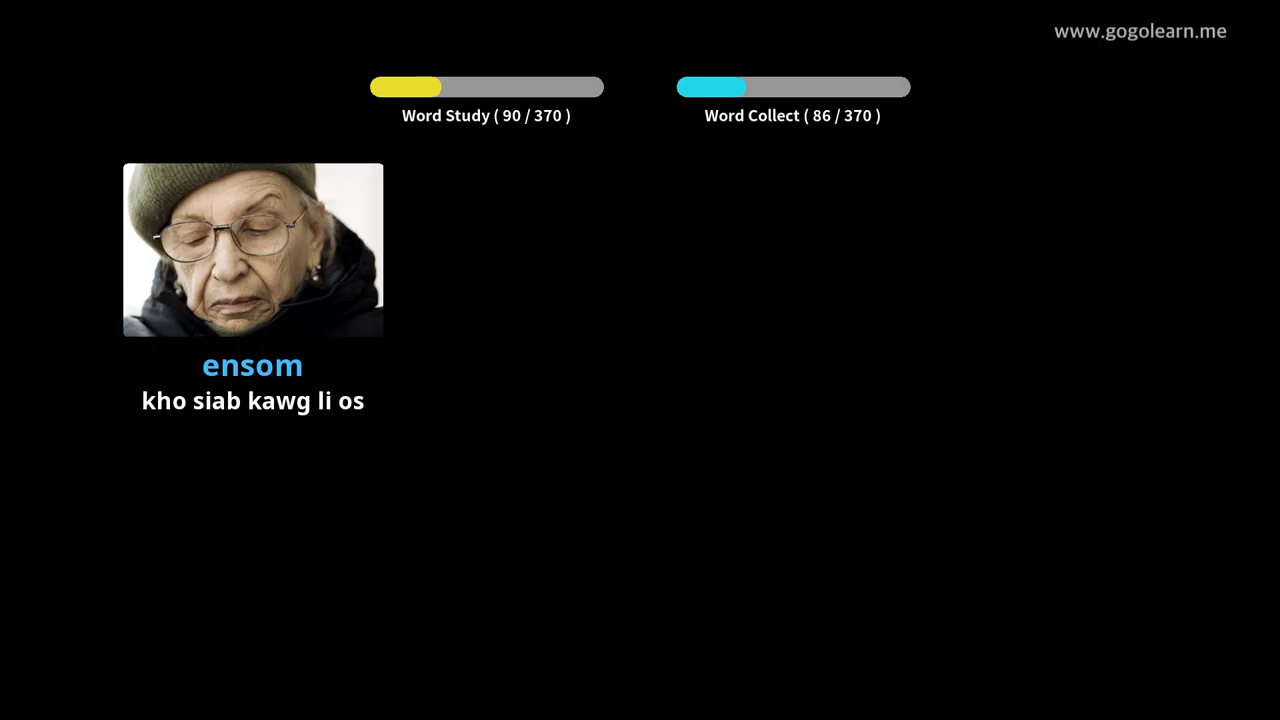 www.gogolearn.me
Word Study ( 90 / 370 )
Word Collect ( 86 / 370 )
ensom
kho siab kawg li os